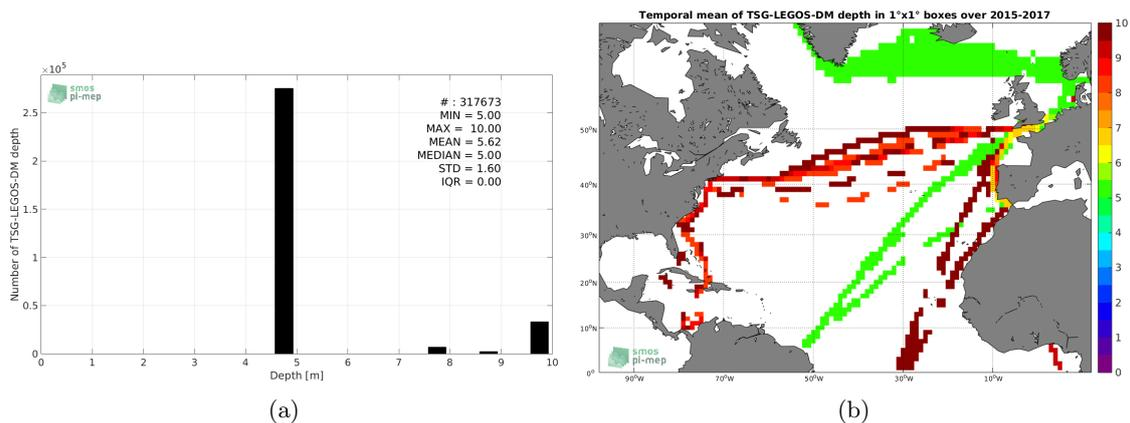 ×10⁵
smos
pi-mep
# : 317673
MIN = 5.00
MAX = 10.00
MEAN = 5.62
MEDIAN = 5.00
STD = 1.60
IQR = 0.00
Number of TSG-LEGOS-DM depth
2.5
2
1.5
1
0.5
0
0 1 2 3 4 5 6 7 8 9 10
Depth [m]
(a)
Temporal mean of TSG-LEGOS-DM depth in 1°x1° boxes over 2015-2017
50°N
40°N
30°N
20°N
10°N
0°
90°W 70°W 50°W 30°W 10°W
smos
pi-mep
10
9
8
7
6
5
4
3
2
1
0
(b)